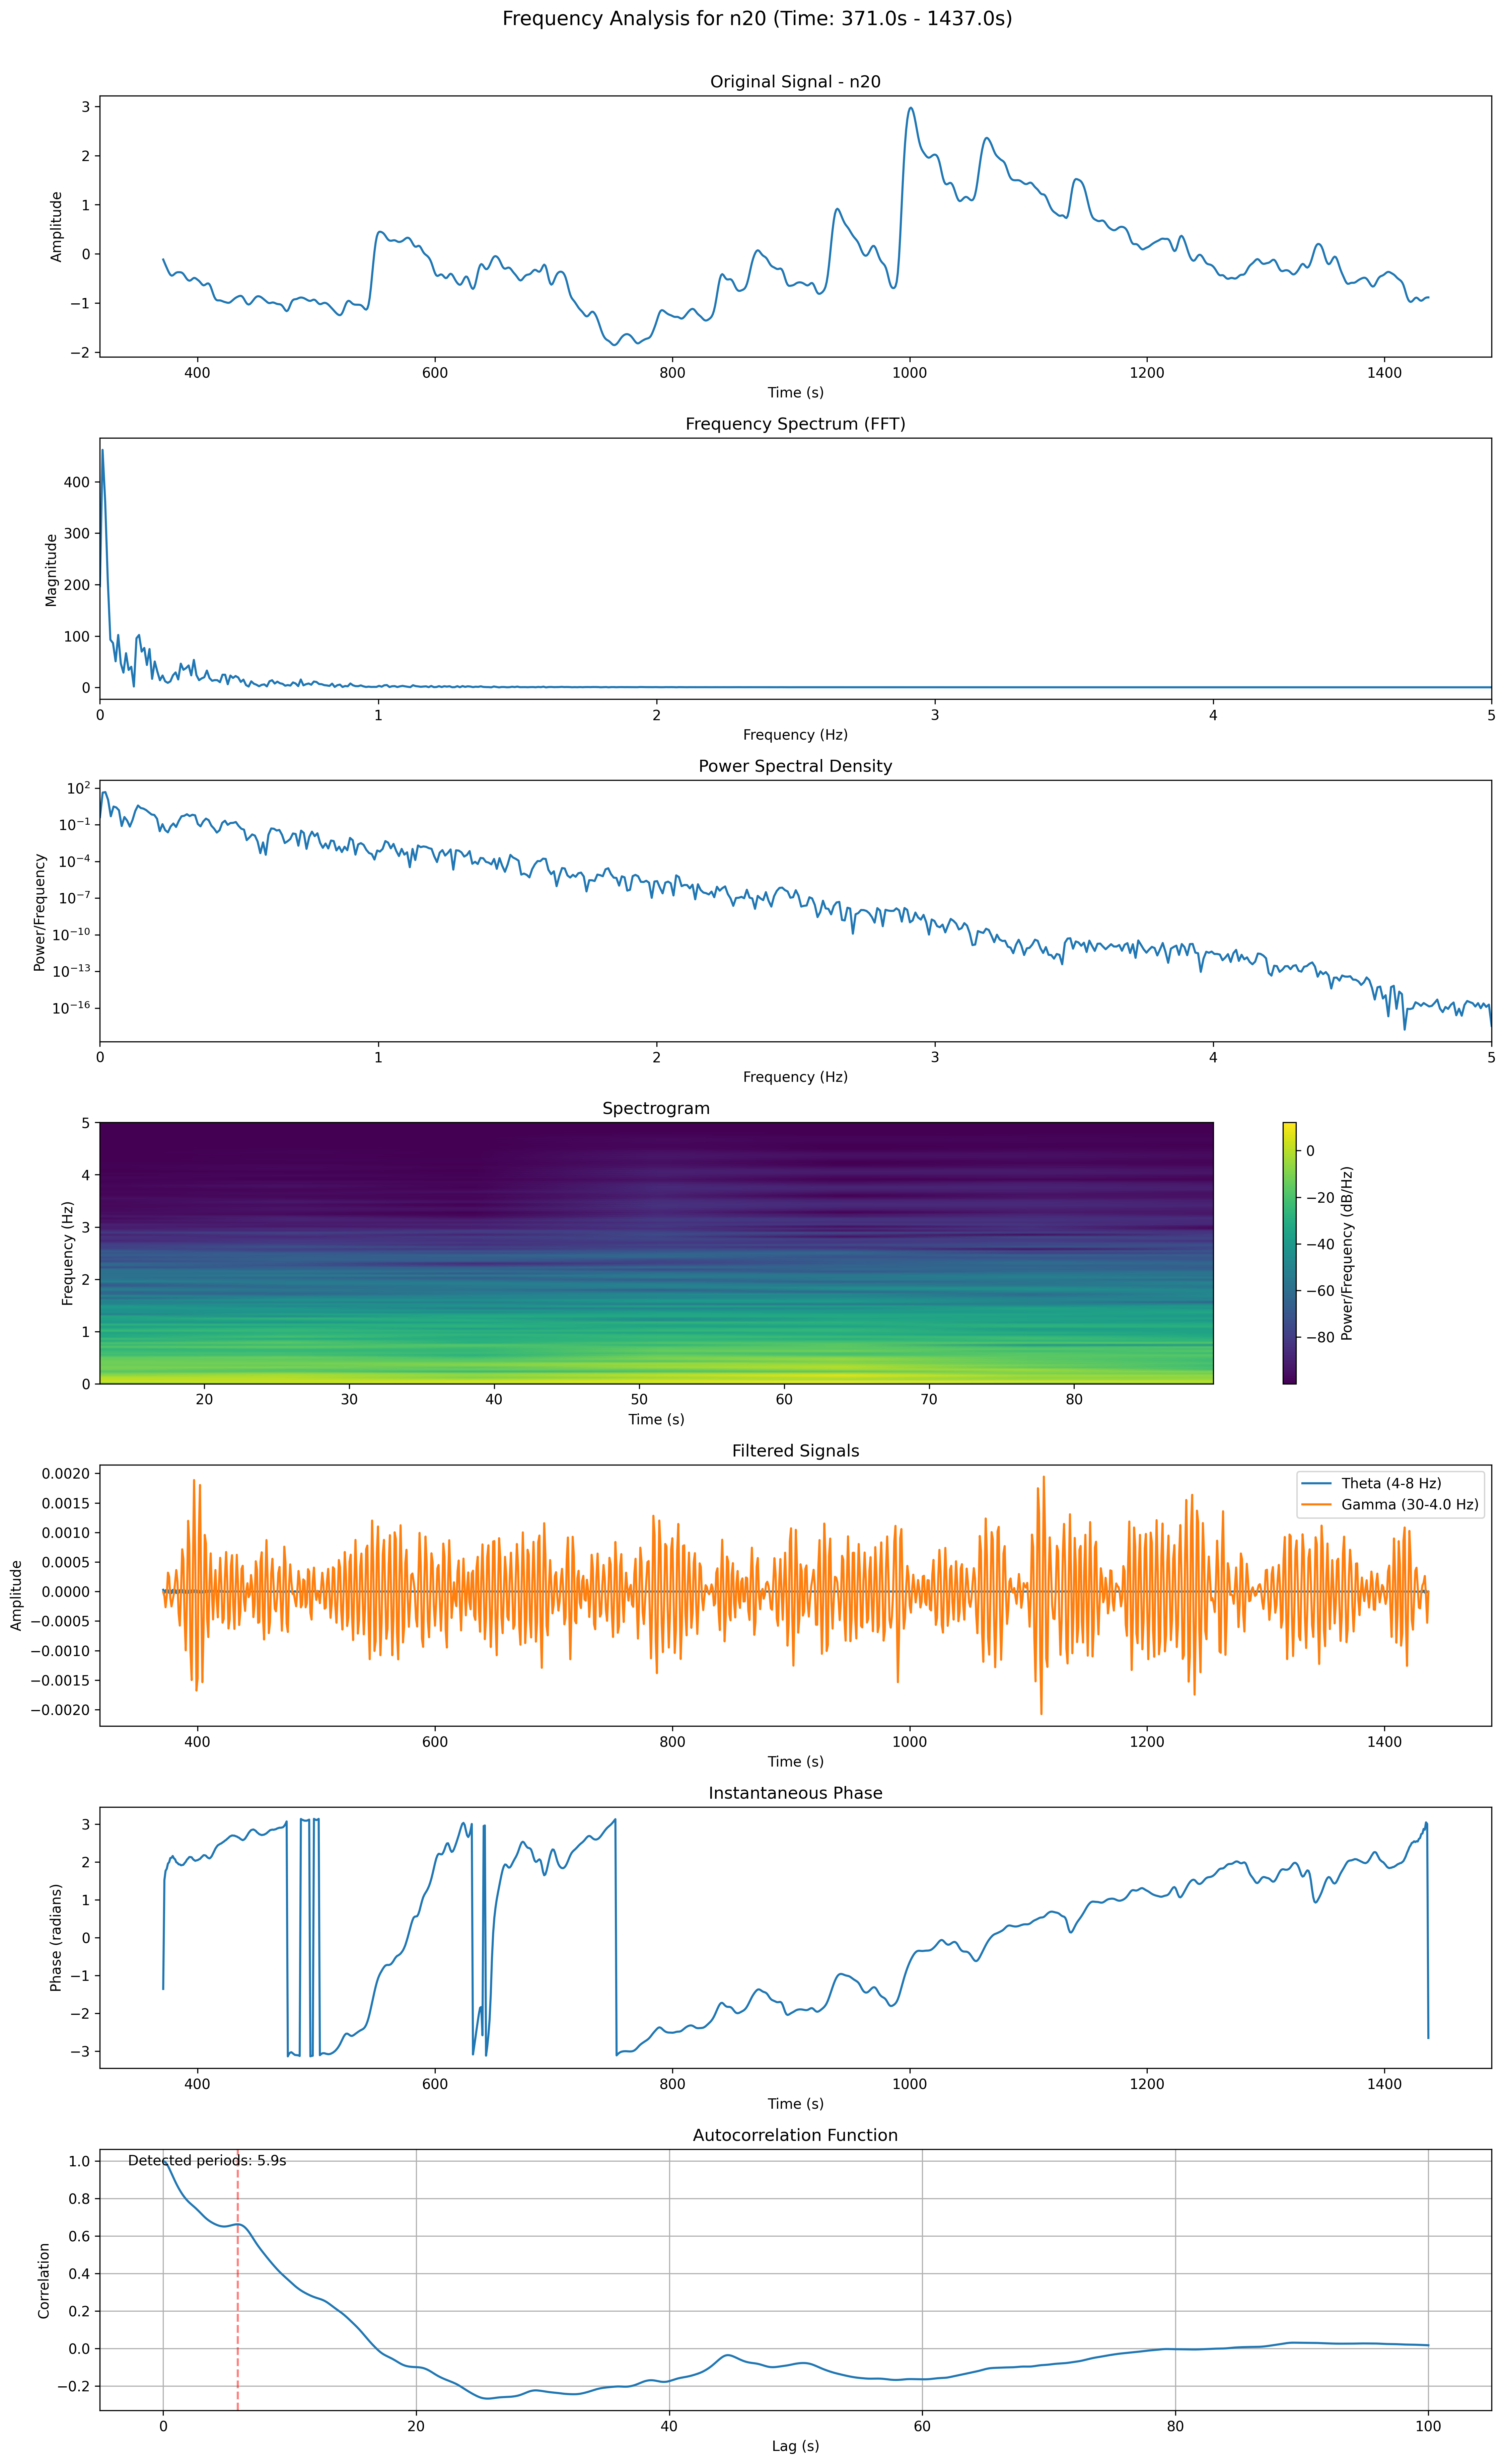 Frequency Analysis for n20 (Time: 371.0s - 1437.0s)
Original Signal - n20
3
2
1
0
−1
−2
Amplitude
400 600 800 1000 1200 1400
Time (s)
Frequency Spectrum (FFT)
400
300
200
100
0
Magnitude
0 1 2 3 4 5
Frequency (Hz)
Power Spectral Density
10²
10⁻¹
10⁻⁴
10⁻⁷
10⁻¹⁰
10⁻¹³
10⁻¹⁶
Power/Frequency
0 1 2 3 4 5
Frequency (Hz)
Spectrogram
5
4
3
2
1
0
Frequency (Hz)
20 30 40 50 60 70 80
Time (s)
0
−20
−40
−60
−80
Power/Frequency (dB/Hz)
Filtered Signals
0.0020
0.0015
0.0010
0.0005
0.0000
−0.0005
−0.0010
−0.0015
−0.0020
Amplitude
Theta (4-8 Hz)
Gamma (30-4.0 Hz)
400 600 800 1000 1200 1400
Time (s)
Instantaneous Phase
3
2
1
0
−1
−2
−3
Phase (radians)
400 600 800 1000 1200 1400
Time (s)
Autocorrelation Function
Detected periods: 5.9s
1.0
0.8
0.6
0.4
0.2
0.0
−0.2
Correlation
0 20 40 60 80 100
Lag (s)